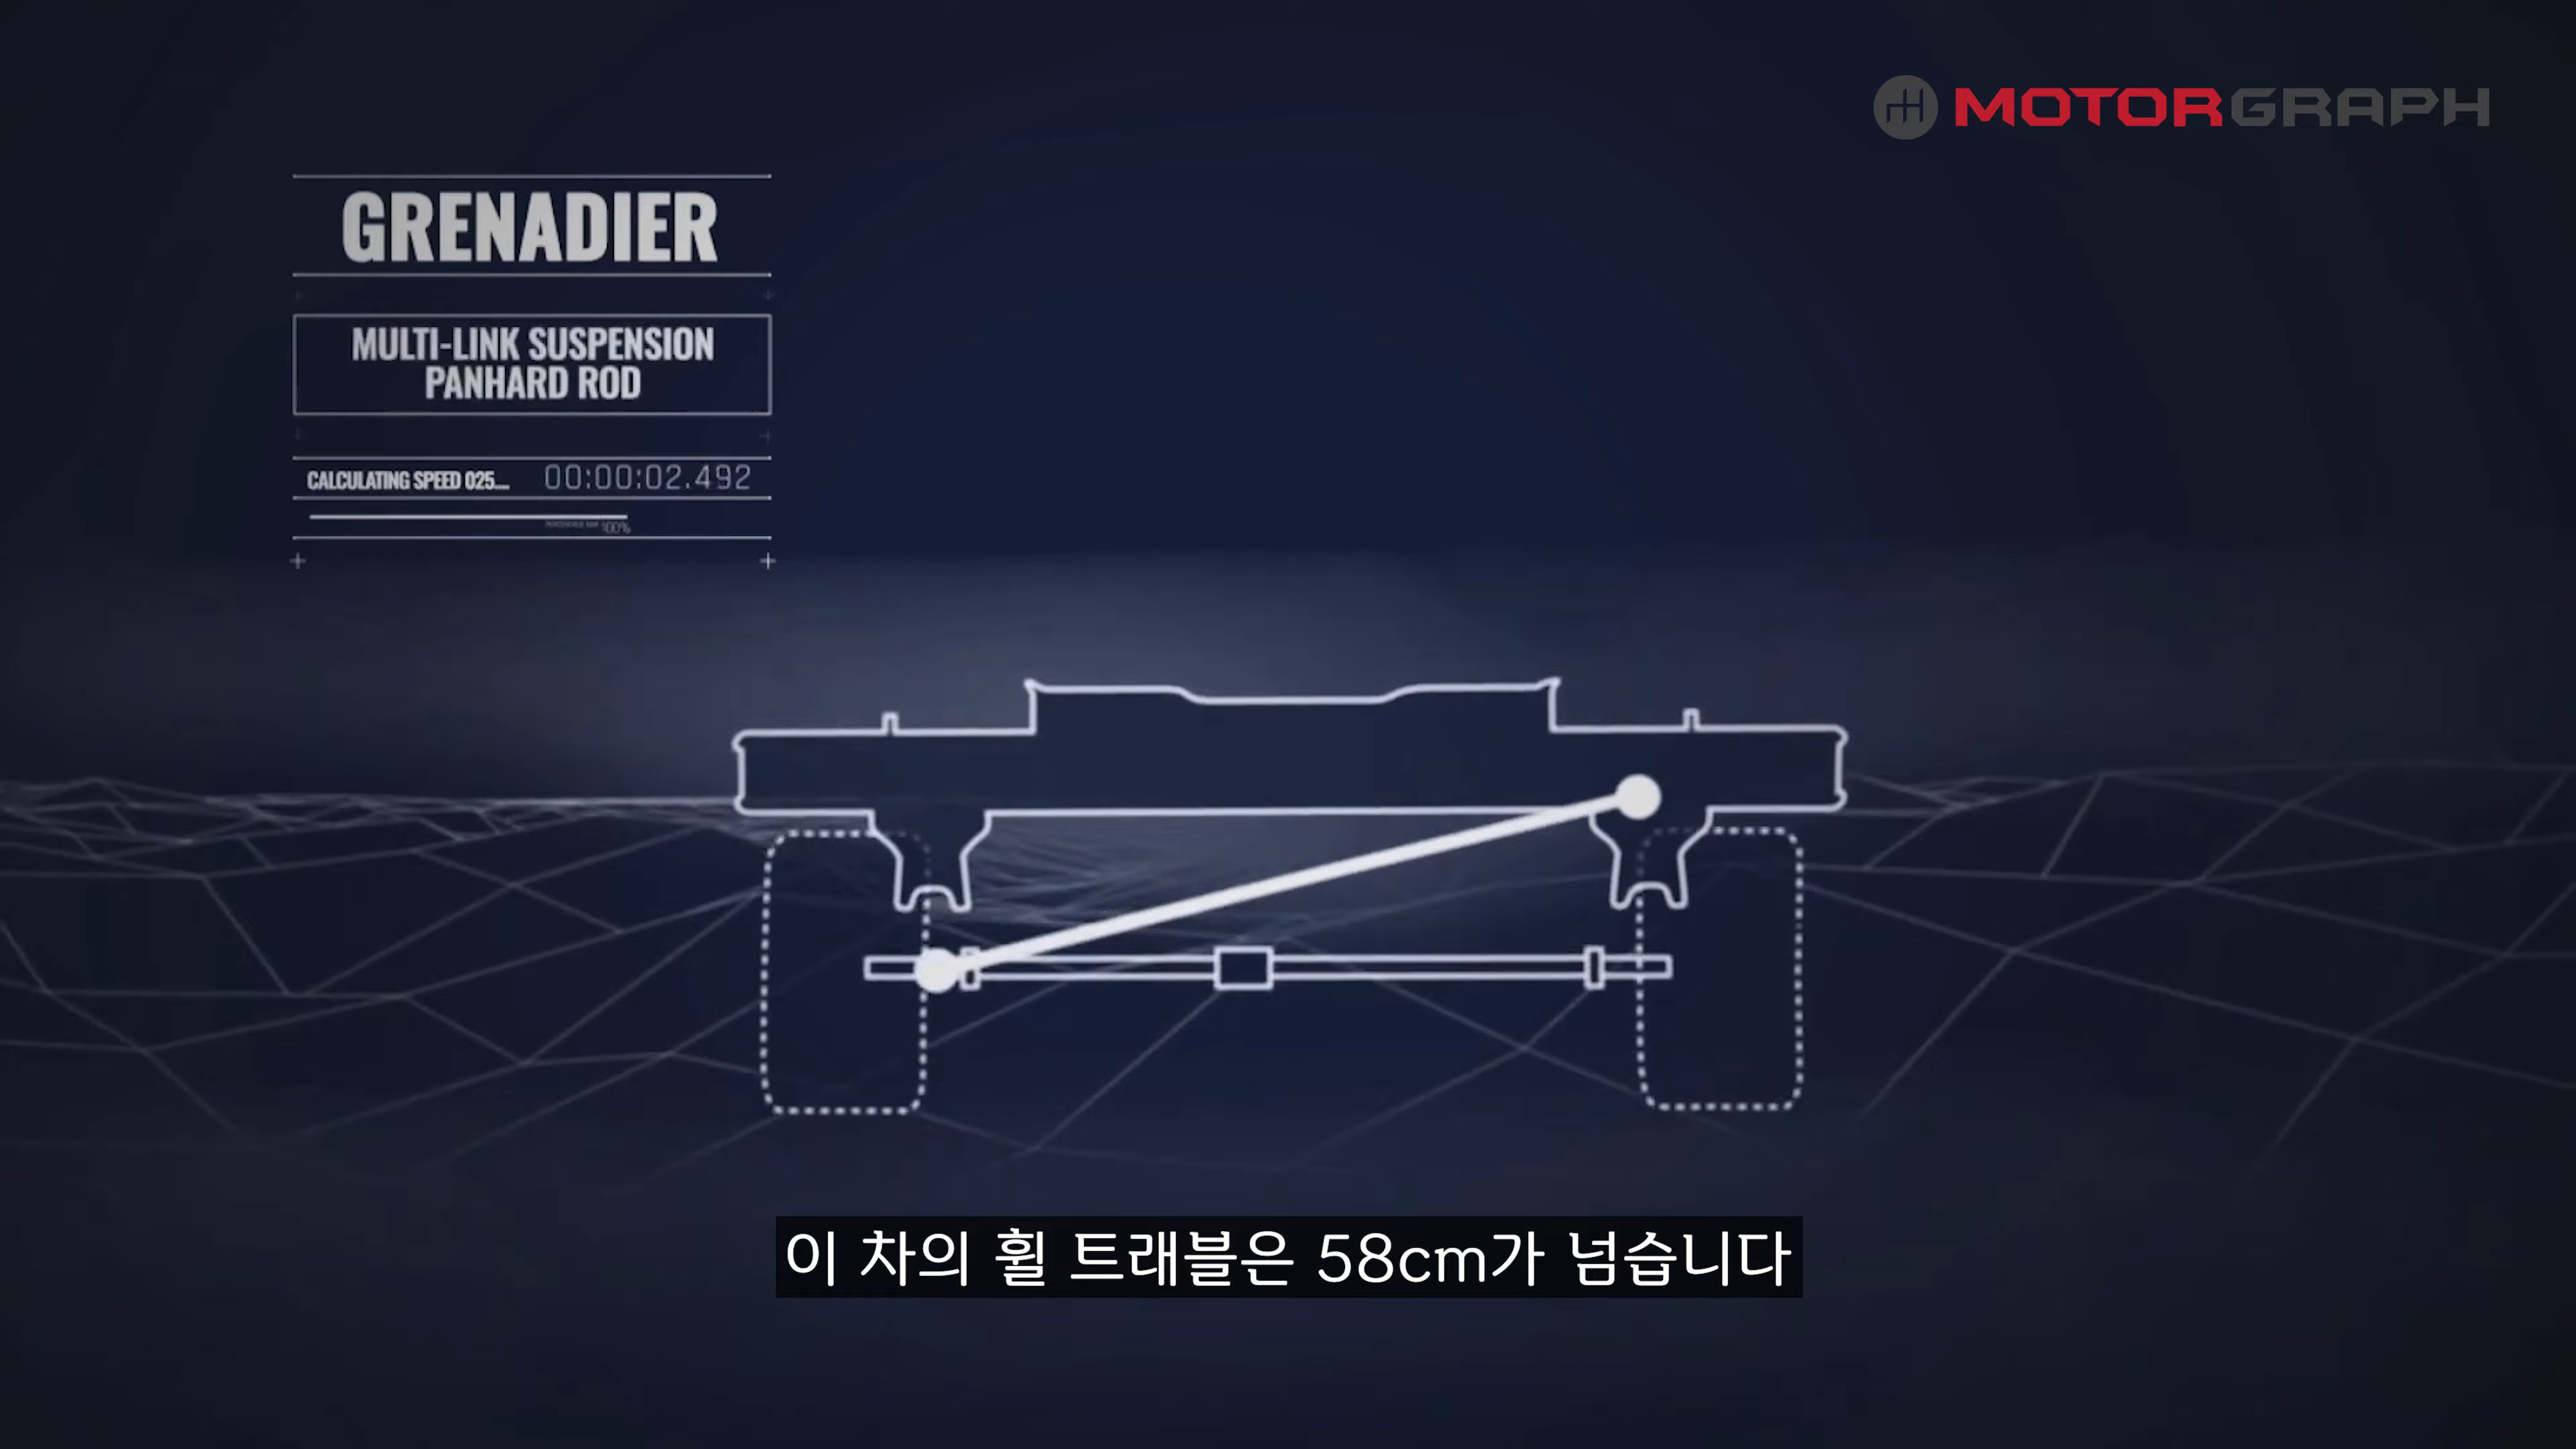 MOTORGRAPH
GRENADIER
MULTI-LINK SUSPENSION
PANHARD ROD
CALCULATING SPEED 025.... 00:00:02.492
100%
이 차의 휠 트래블은 58cm가 넘습니다